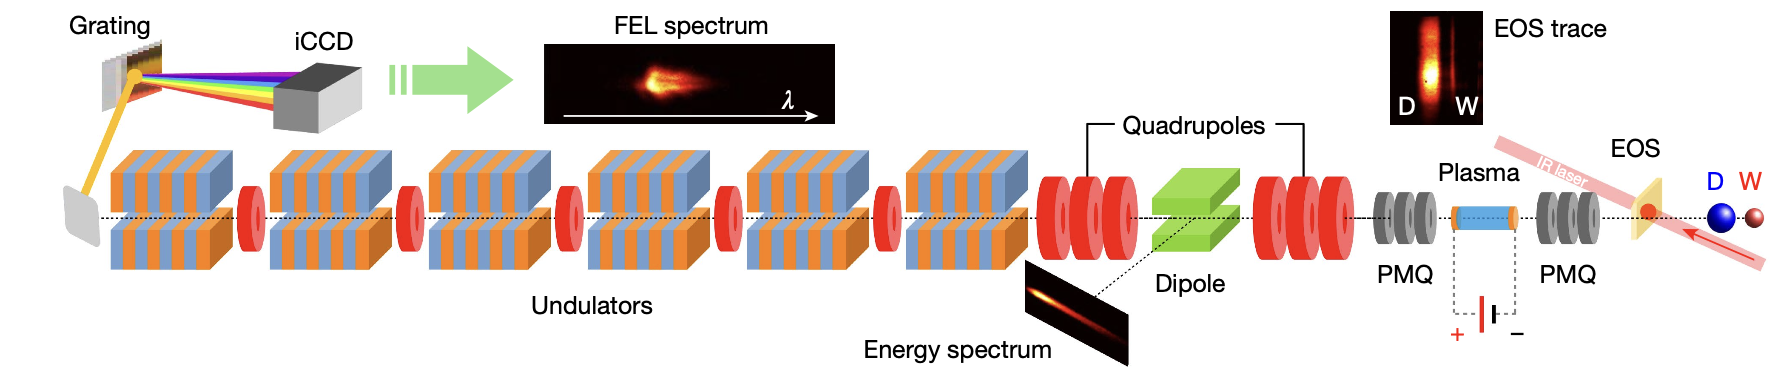 Grating
iCCD
FEL spectrum
λ
EOS trace
D W
Quadrupoles
IR laser
EOS
Plasma
D W
PMQ
PMQ
Dipole
Undulators
Energy spectrum
+ −